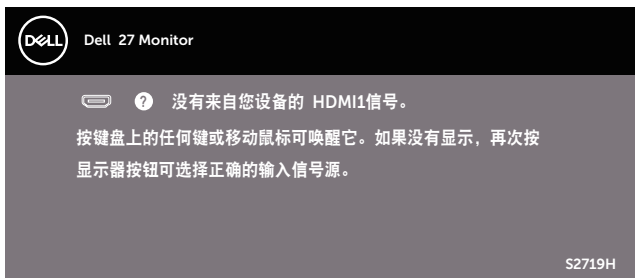 DELL
Dell 27 Monitor
? 没有来自您设备的 HDMI1信号。
按键盘上的任何键或移动鼠标可唤醒它。如果没有显示，再次按
显示器按钮可选择正确的输入信号源。
S2719H